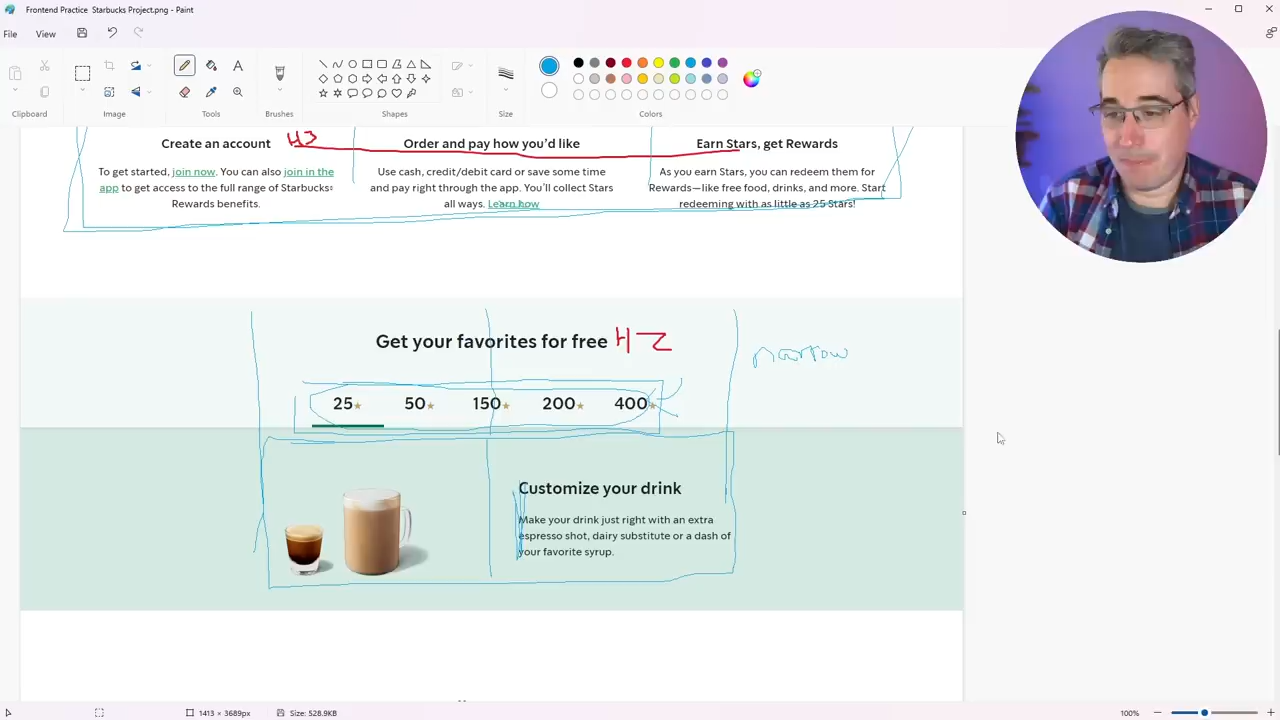 Frontend Practice Starbucks Project.png - Paint
File View
Clipboard Image Tools Brushes Shapes Size Colors
Create an account H3 Order and pay how you'd like Earn Stars, get Rewards
To get started, join now. You can also join in the
app to get access to the full range of Starbucks®
Rewards benefits.
Use cash, credit/debit card or save some time
and pay right through the app. You'll collect Stars
all ways. Learn how
As you earn Stars, you can redeem them for
Rewards—like free food, drinks, and more. Start
redeeming with as little as 25 Stars!
Get your favorites for free H2
narrow
25★ 50★ 150★ 200★ 400★
Customize your drink
Make your drink just right with an extra
espresso shot, dairy substitute or a dash of
your favorite syrup.
1413 × 3689px Size: 528.9KB 100%